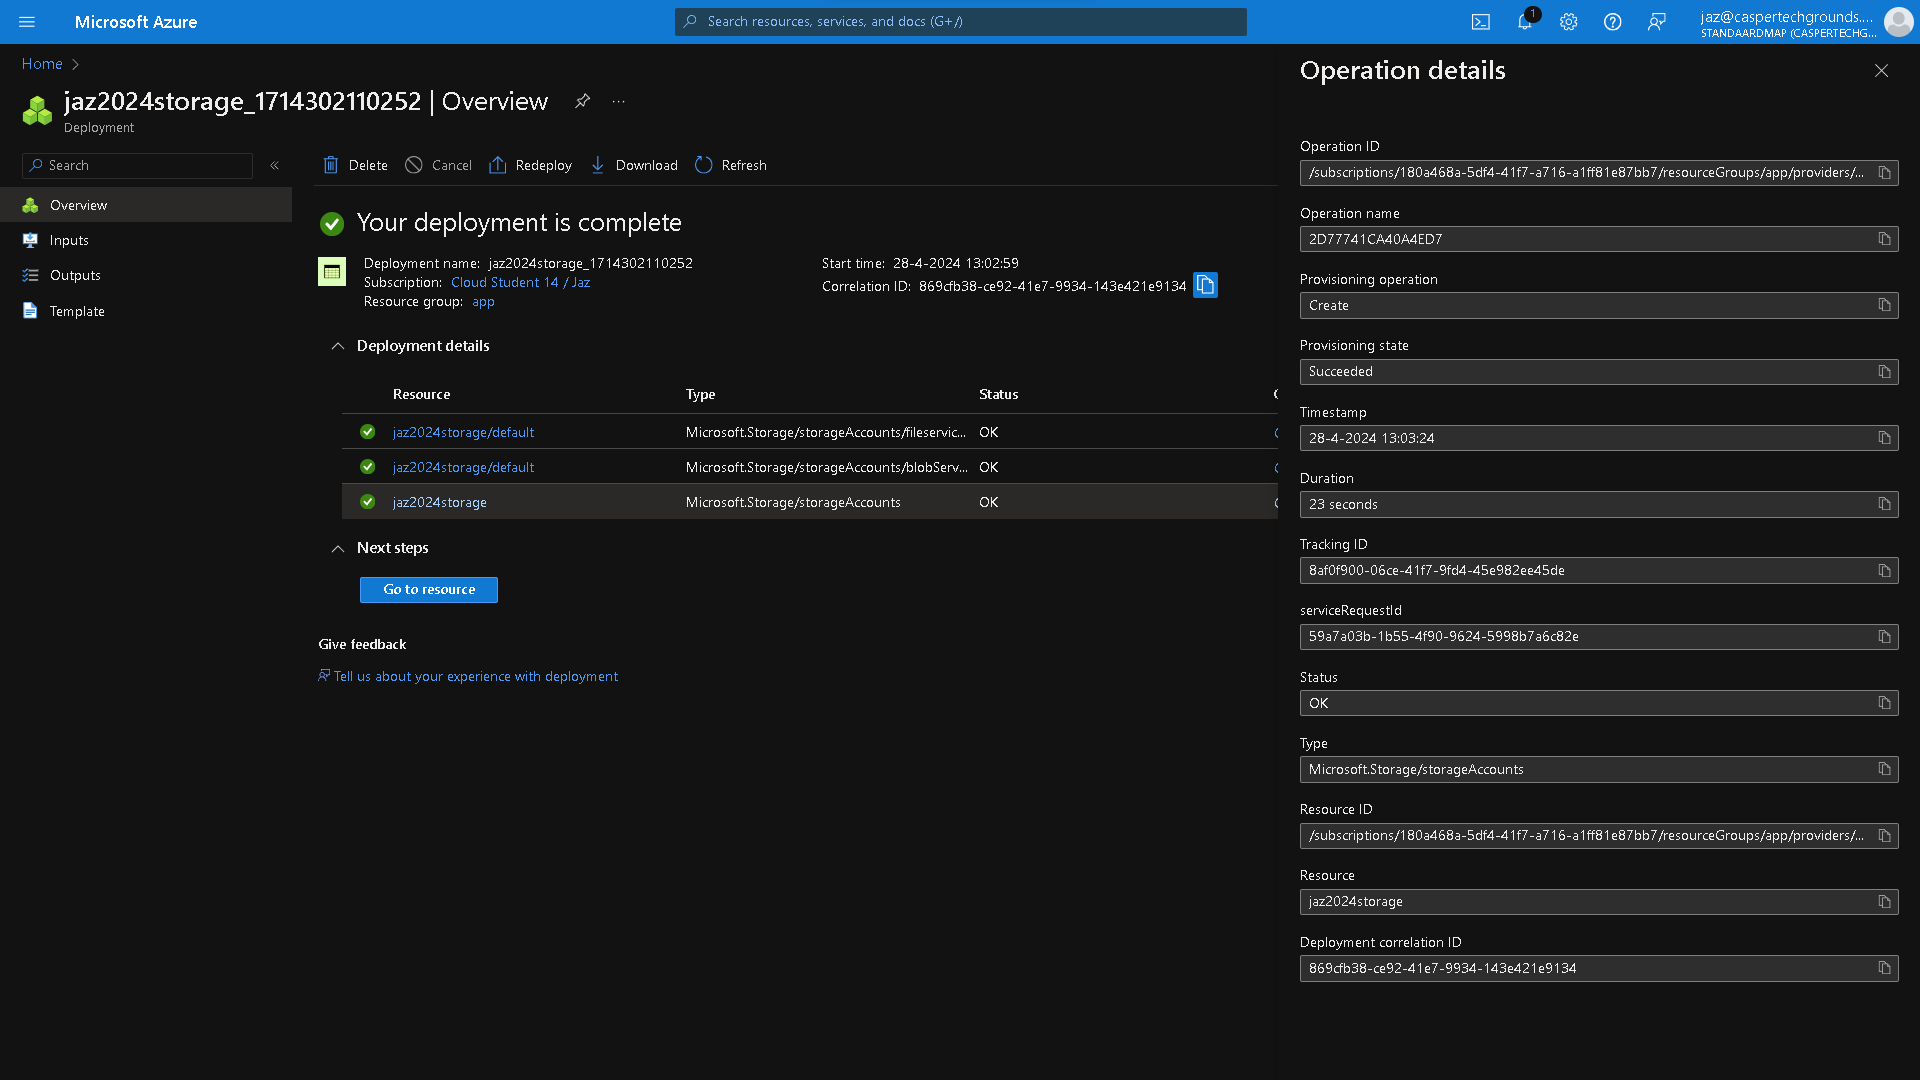 Microsoft Azure
Search resources, services, and docs (G+/)
1
jaz@caspertechgrounds....
STANDAARDMAP (CASPERTECHG...
Home
jaz2024storage_1714302110252 | Overview
Deployment
Search
Overview
Inputs
Outputs
Template
Delete
Cancel
Redeploy
Download
Refresh
Your deployment is complete
Deployment name: jaz2024storage_1714302110252
Subscription: Cloud Student 14 / Jaz
Resource group: app
Start time: 28-4-2024 13:02:59
Correlation ID: 869cfb38-ce92-41e7-9934-143e421e9134
Deployment details
Resource Type Status
jaz2024storage/default Microsoft.Storage/storageAccounts/fileservic... OK
jaz2024storage/default Microsoft.Storage/storageAccounts/blobServ... OK
jaz2024storage Microsoft.Storage/storageAccounts OK
Next steps
Go to resource
Give feedback
Tell us about your experience with deployment
Operation details
Operation ID
/subscriptions/180a468a-5df4-41f7-a716-a1ff81e87bb7/resourceGroups/app/providers/...
Operation name
2D77741CA40A4ED7
Provisioning operation
Create
Provisioning state
Succeeded
Timestamp
28-4-2024 13:03:24
Duration
23 seconds
Tracking ID
8af0f900-06ce-41f7-9fd4-45e982ee45de
serviceRequestId
59a7a03b-1b55-4f90-9624-5998b7a6c82e
Status
OK
Type
Microsoft.Storage/storageAccounts
Resource ID
/subscriptions/180a468a-5df4-41f7-a716-a1ff81e87bb7/resourceGroups/app/providers/...
Resource
jaz2024storage
Deployment correlation ID
869cfb38-ce92-41e7-9934-143e421e9134